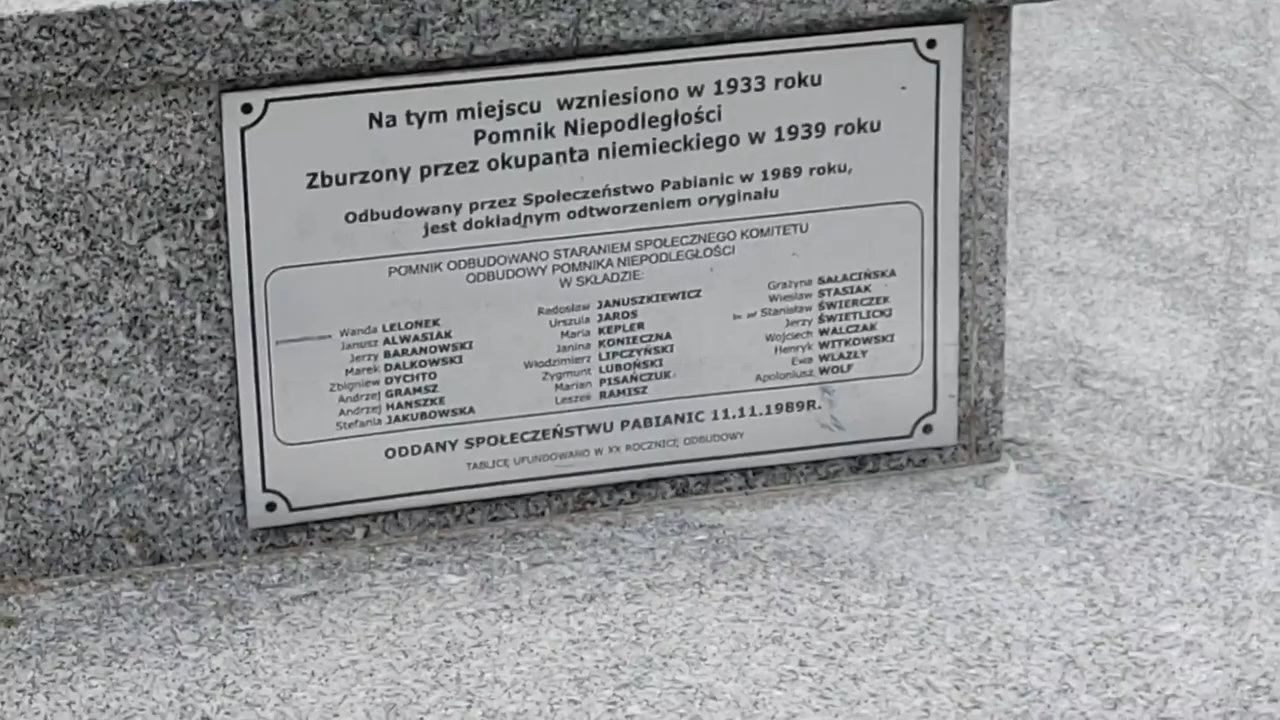 Na tym miejscu wzniesiono w 1933 roku
Pomnik Niepodległości
Zburzony przez okupanta niemieckiego w 1939 roku
Odbudowany przez Społeczeństwo Pabianic w 1989 roku,
jest dokładnym odtworzeniem oryginału
POMNIK ODBUDOWANO STARANIEM SPOŁECZNEGO KOMITETU
ODBUDOWY POMNIKA NIEPODLEGŁOŚCI
W SKŁADZIE:
Wanda LELONEK
Janusz ALWASIAK
Jerzy BARANOWSKI
Marek DALKOWSKI
Zbigniew DYCHTO
Andrzej GRAMSZ
Andrzej HANSZKE
Stefania JAKUBOWSKA
Radosław JANUSZKIEWICZ
Urszula JAROS
Maria KEPLER
Janina KONIECZNA
Włodzimierz LIPCZYŃSKI
Zygmunt LUBOŃSKI
Marian PISAŃCZUK
Leszek RAMISZ
Grażyna SAŁACIŃSKA
Wiesław STASIAK
Stanisław ŚWIERCZEK
Jerzy ŚWIETLICKI
Wojciech WALCZAK
Henryk WITKOWSKI
Ewa WLAZŁY
Apoloniusz WOLF
ODDANY SPOŁECZEŃSTWU PABIANIC 11.11.1989R.
TABLICĘ UFUNDOWANO W XX ROCZNICĘ ODBUDOWY